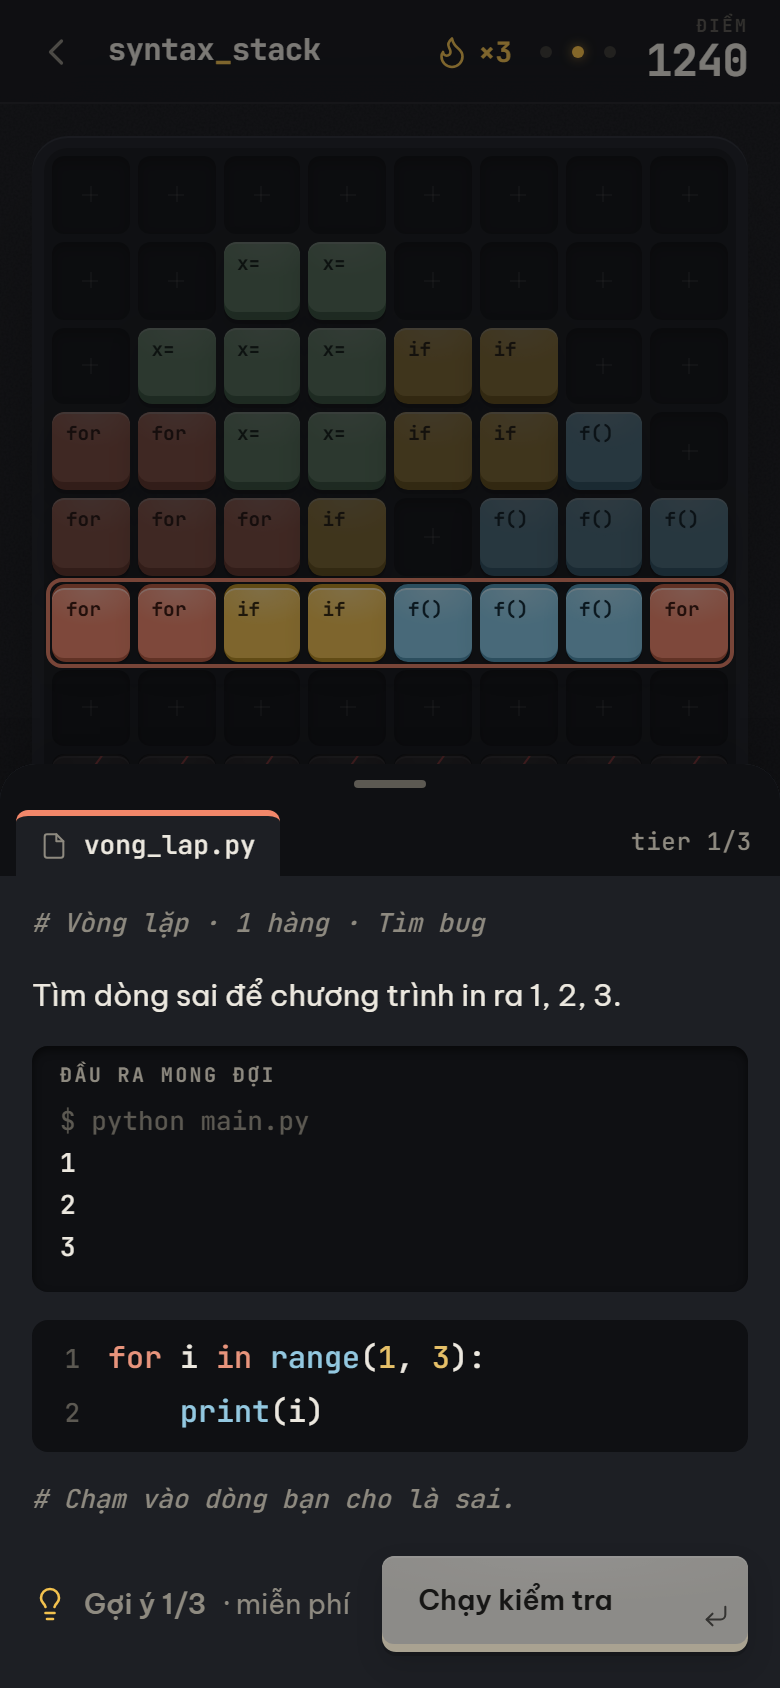 syntax_stack
×3
ĐIỂM
1240
x= x=
x= x= x= if if
for for x= x= if if f()
for for for if f() f() f()
for for if if f() f() f() for
vong_lap.py
tier 1/3
# Vòng lặp · 1 hàng · Tìm bug
Tìm dòng sai để chương trình in ra 1, 2, 3.
ĐẦU RA MONG ĐỢI
$ python main.py
1
2
3
1 for i in range(1, 3):
2     print(i)
# Chạm vào dòng bạn cho là sai.
Gợi ý 1/3 · miễn phí
Chạy kiểm tra